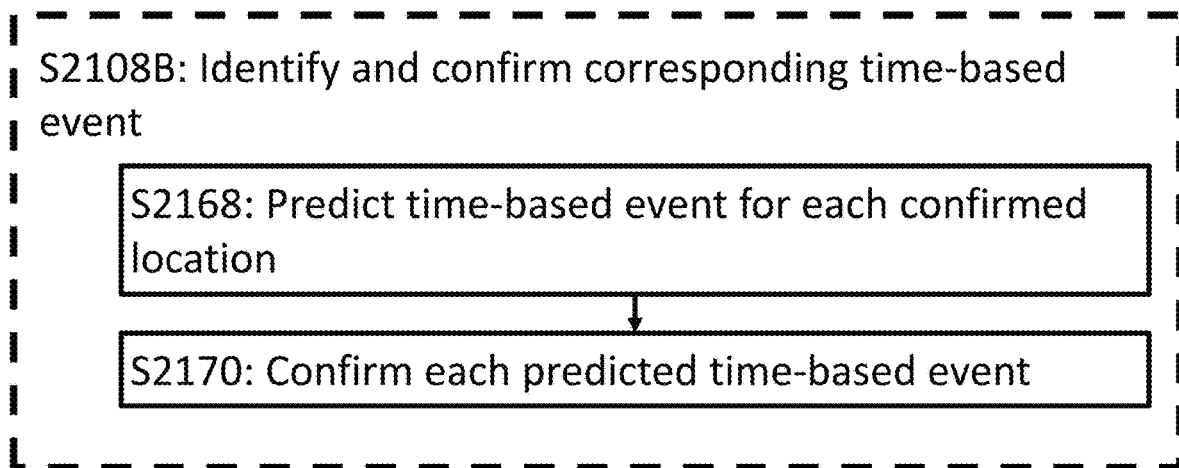 S2108B: Identify and confirm corresponding time-based
event
S2168: Predict time-based event for each confirmed
location
S2170: Confirm each predicted time-based event